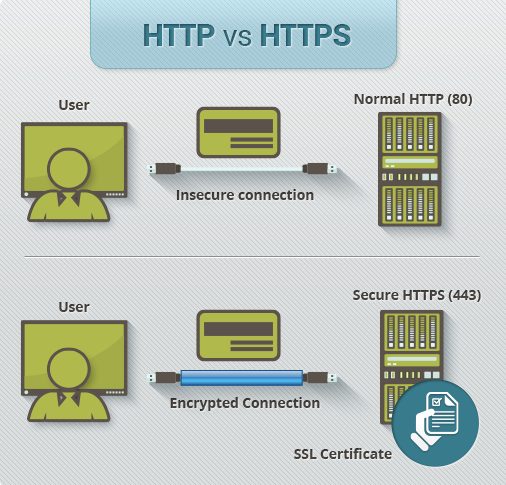 HTTP vs HTTPS
User
Normal HTTP (80)
Insecure connection
User
Secure HTTPS (443)
Encrypted Connection
SSL Certificate